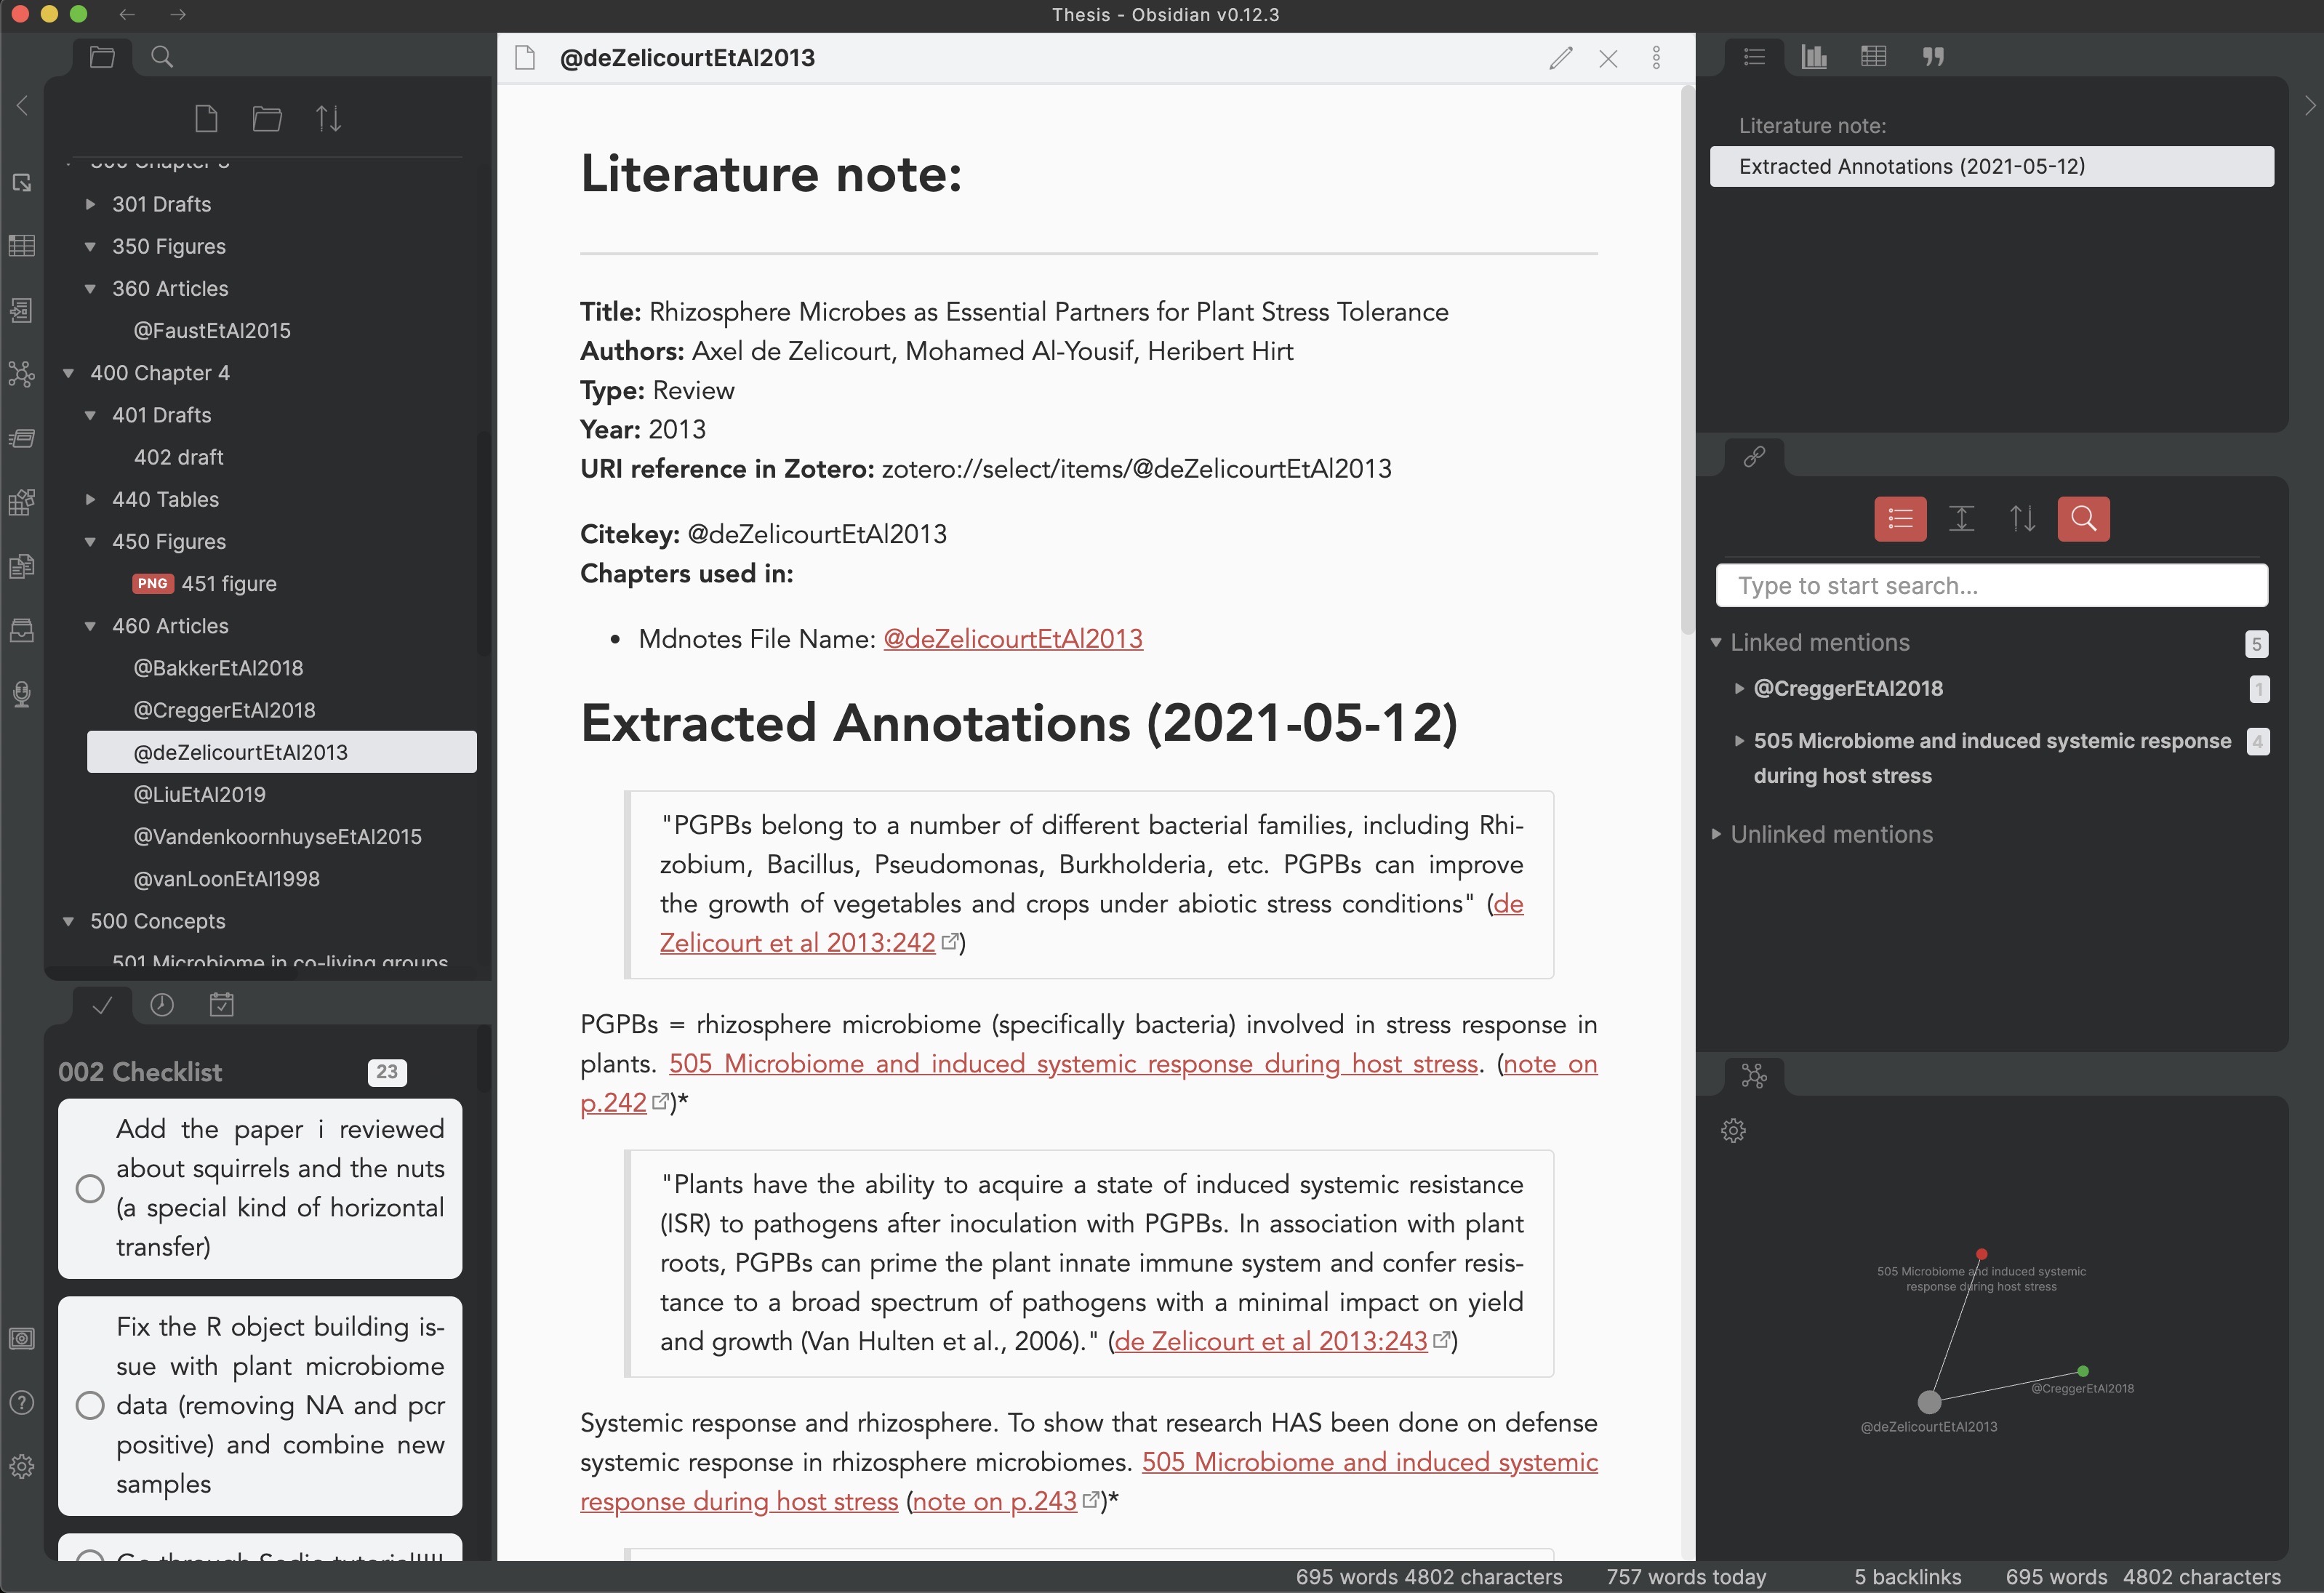 Thesis - Obsidian v0.12.3
301 Drafts
350 Figures
360 Articles
@FaustEtAl2015
400 Chapter 4
401 Drafts
402 draft
440 Tables
450 Figures
PNG 451 figure
460 Articles
@BakkerEtAl2018
@CreggerEtAl2018
@deZelicourtEtAl2013
@LiuEtAl2019
@VandenkoornhuyseEtAl2015
@vanLoonEtAl1998
500 Concepts
501 Microbiome in co-living groups
002 Checklist 23
Add the paper i reviewed
about squirrels and the nuts
(a special kind of horizontal
transfer)
Fix the R object building is-
sue with plant microbiome
data (removing NA and pcr
positive) and combine new
samples
@deZelicourtEtAl2013
Literature note:
Title: Rhizosphere Microbes as Essential Partners for Plant Stress Tolerance
Authors: Axel de Zelicourt, Mohamed Al-Yousif, Heribert Hirt
Type: Review
Year: 2013
URI reference in Zotero: zotero://select/items/@deZelicourtEtAl2013
Citekey: @deZelicourtEtAl2013
Chapters used in:
• Mdnotes File Name: @deZelicourtEtAl2013
Extracted Annotations (2021-05-12)
"PGPBs belong to a number of different bacterial families, including Rhi-
zobium, Bacillus, Pseudomonas, Burkholderia, etc. PGPBs can improve
the growth of vegetables and crops under abiotic stress conditions" (de
Zelicourt et al 2013:242)
PGPBs = rhizosphere microbiome (specifically bacteria) involved in stress response in
plants. 505 Microbiome and induced systemic response during host stress. (note on
p.242)*
"Plants have the ability to acquire a state of induced systemic resistance
(ISR) to pathogens after inoculation with PGPBs. In association with plant
roots, PGPBs can prime the plant innate immune system and confer resis-
tance to a broad spectrum of pathogens with a minimal impact on yield
and growth (Van Hulten et al., 2006)." (de Zelicourt et al 2013:243)
Systemic response and rhizosphere. To show that research HAS been done on defense
systemic response in rhizosphere microbiomes. 505 Microbiome and induced systemic
response during host stress (note on p.243)*
Literature note:
Extracted Annotations (2021-05-12)
Type to start search...
Linked mentions 5
@CreggerEtAl2018 1
505 Microbiome and induced systemic response 4
during host stress
Unlinked mentions
505 Microbiome and induced systemic
response during host stress
@CreggerEtAl2018
@deZelicourtEtAl2013
695 words 4802 characters 757 words today 5 backlinks 695 words 4802 characters